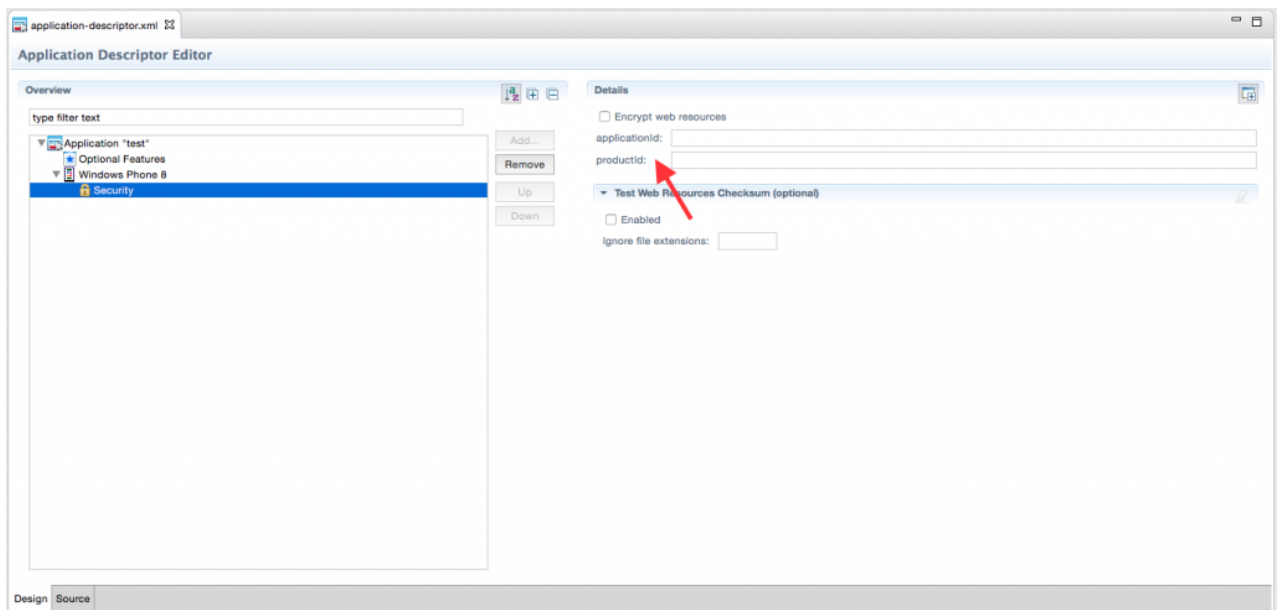 application-descriptor.xml
Application Descriptor Editor
Overview
type filter text
Application "test"
Optional Features
Windows Phone 8
Security
Add...
Remove
Up
Down
Details
Encrypt web resources
applicationId:
productId:
Test Web Resources Checksum (optional)
Enabled
Ignore file extensions:
Design Source